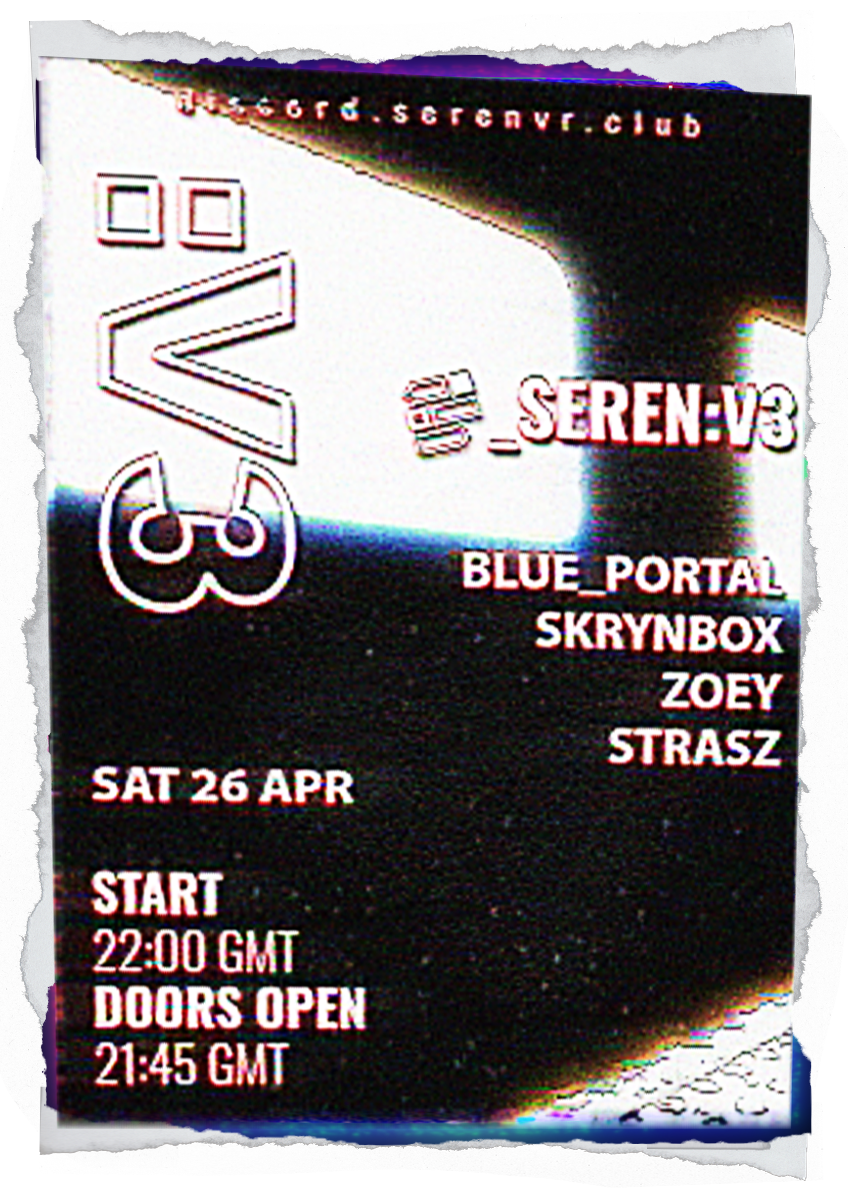 discord.serenvr.club
:V3
_SEREN:V3
BLUE_PORTAL
SKRYNBOX
ZOEY
STRASZ
SAT 26 APR
START
22:00 GMT
DOORS OPEN
21:45 GMT